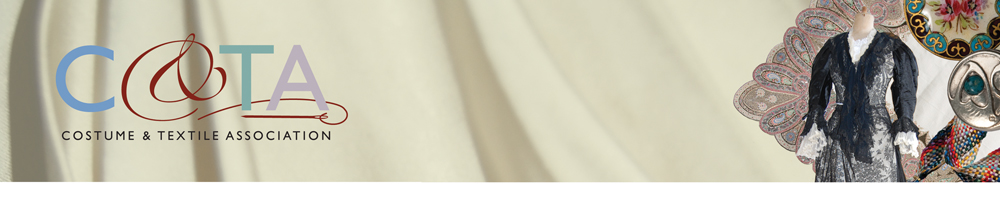 C&TA
COSTUME & TEXTILE ASSOCIATION